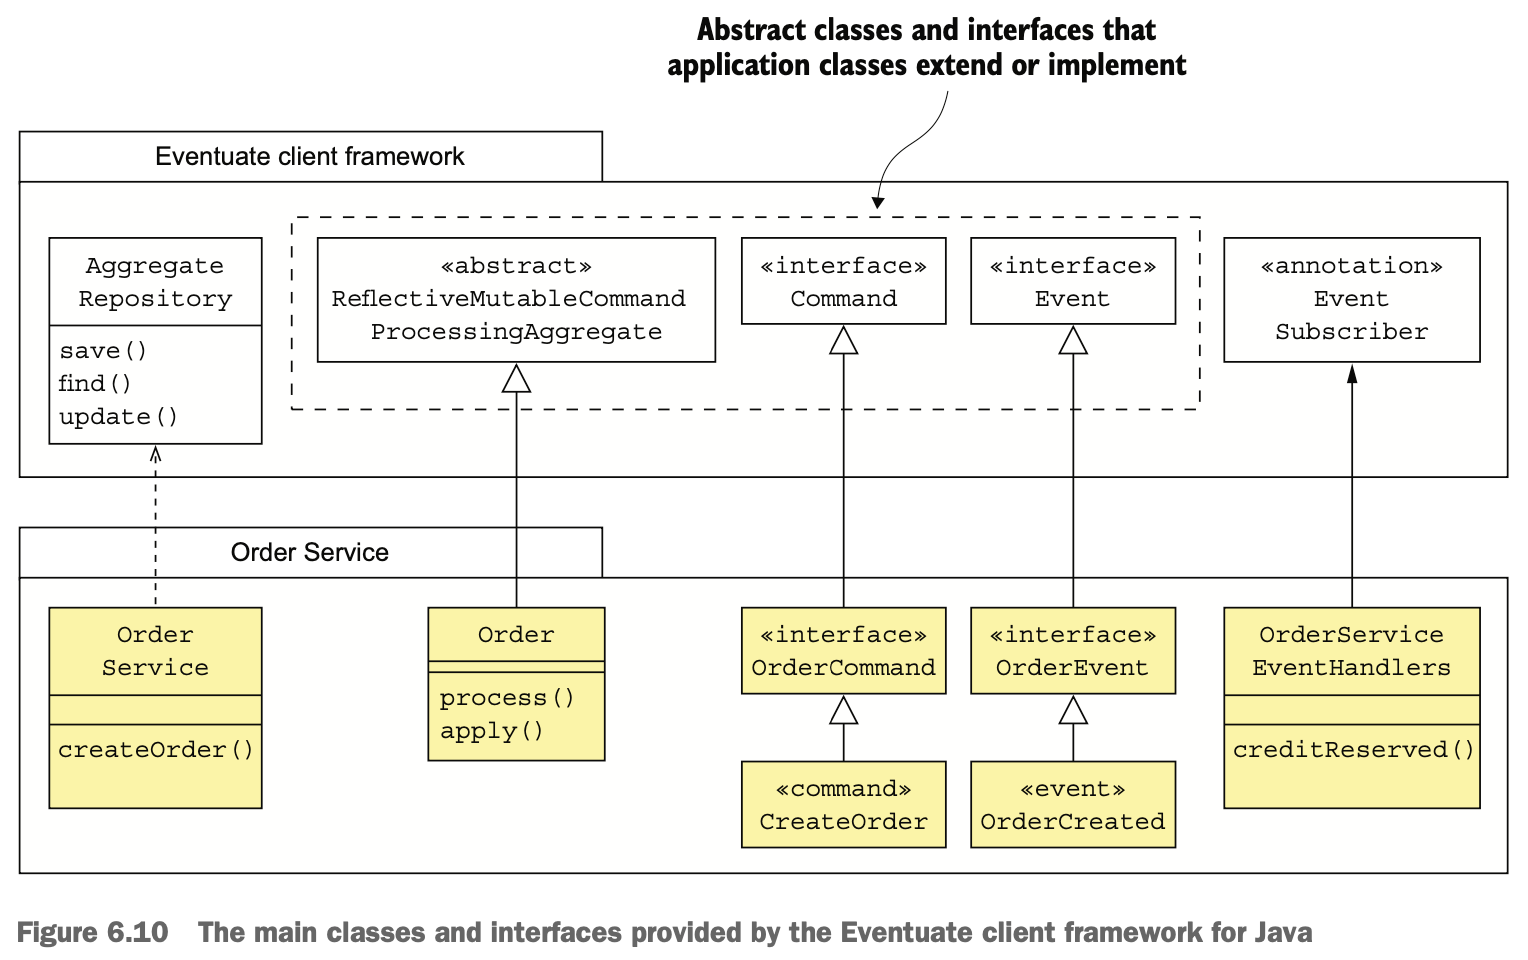 Abstract classes and interfaces that
application classes extend or implement
Eventuate client framework
Aggregate
Repository
save()
find()
update()
«abstract»
ReflectiveMutableCommand
ProcessingAggregate
«interface»
Command
«interface»
Event
«annotation»
Event
Subscriber
Order Service
Order
Service
createOrder()
Order
process()
apply()
«interface»
OrderCommand
«command»
CreateOrder
«interface»
OrderEvent
«event»
OrderCreated
OrderService
EventHandlers
creditReserved()
Figure 6.10 The main classes and interfaces provided by the Eventuate client framework for Java